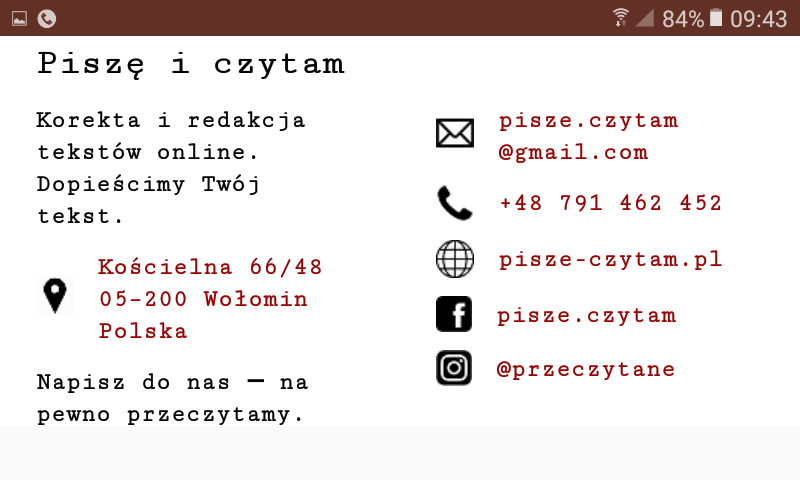 84% 09:43
Piszę i czytam
Korekta i redakcja
tekstów online.
Dopieścimy Twój
tekst.
Kościelna 66/48
05-200 Wołomin
Polska
Napisz do nas — na
pewno przeczytamy.
pisze.czytam
@gmail.com
+48 791 462 452
pisze-czytam.pl
pisze.czytam
@przeczytane